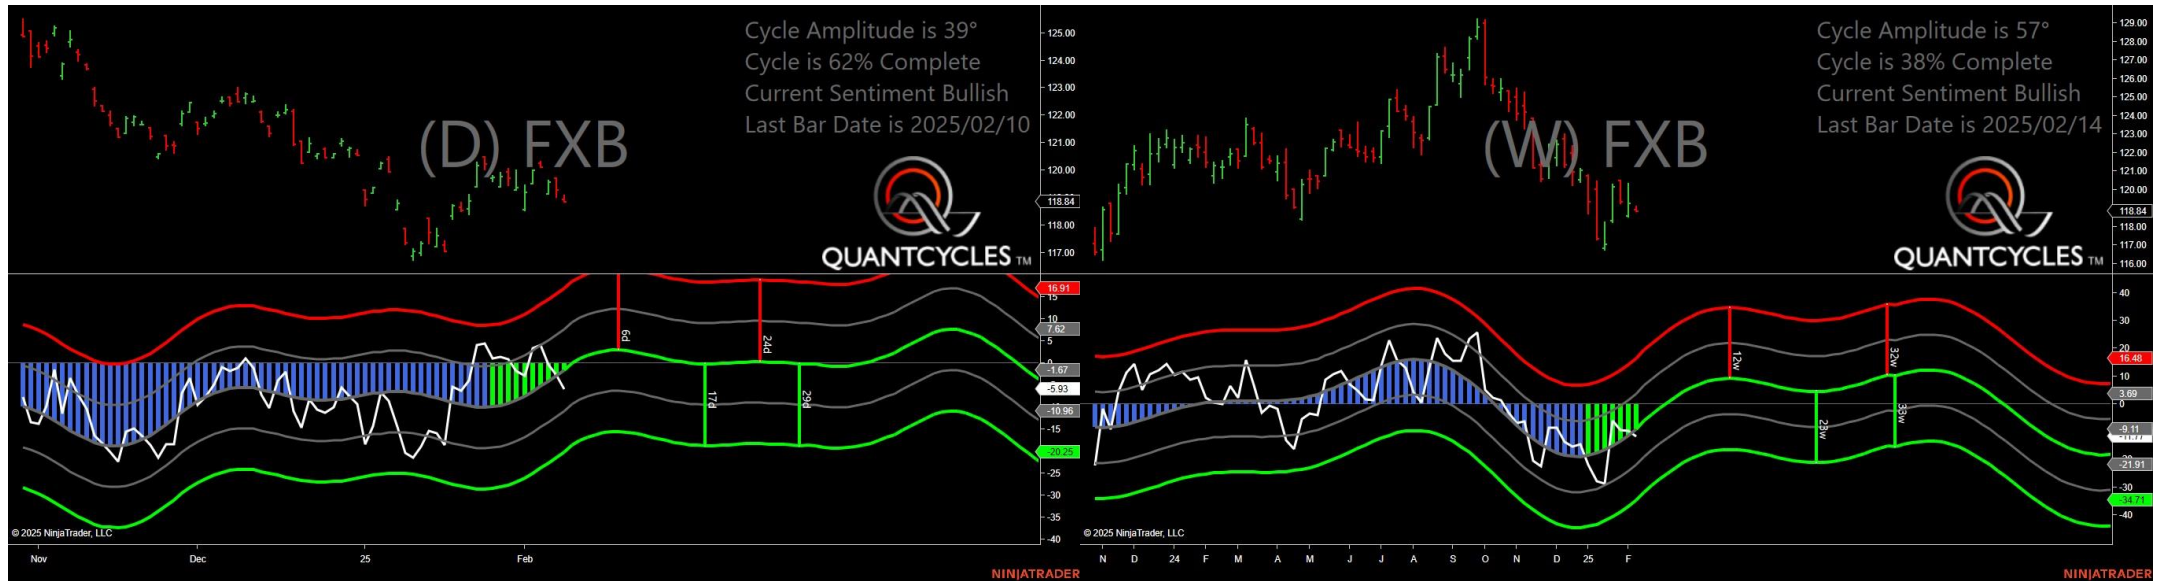 Cycle Amplitude is 39°
Cycle is 62% Complete
Current Sentiment Bullish
Last Bar Date is 2025/02/10
(D) FXB
QUANTCYCLES TM
125.00
124.00
123.00
122.00
121.00
120.00
118.84
118.00
117.00
16.91
15
10
7.62
5
0
-1.67
-5.93
-10.96
-15
-20.25
-25
-30
-35
-40
6d
24d
17d
29d
© 2025 NinjaTrader, LLC
Nov Dec 25 Feb
NINJATRADER
Cycle Amplitude is 57°
Cycle is 38% Complete
Current Sentiment Bullish
Last Bar Date is 2025/02/14
(W) FXB
QUANTCYCLES TM
129.00
128.00
127.00
126.00
125.00
124.00
123.00
122.00
121.00
120.00
118.84
118.00
117.00
116.00
40
30
20
16.48
10
3.69
0
-9.11
-21.91
-30
-34.71
-40
12w
32w
23w
33w
© 2025 NinjaTrader, LLC
N D 24 F M A M J J A S O N D 25 F
NINJATRADER